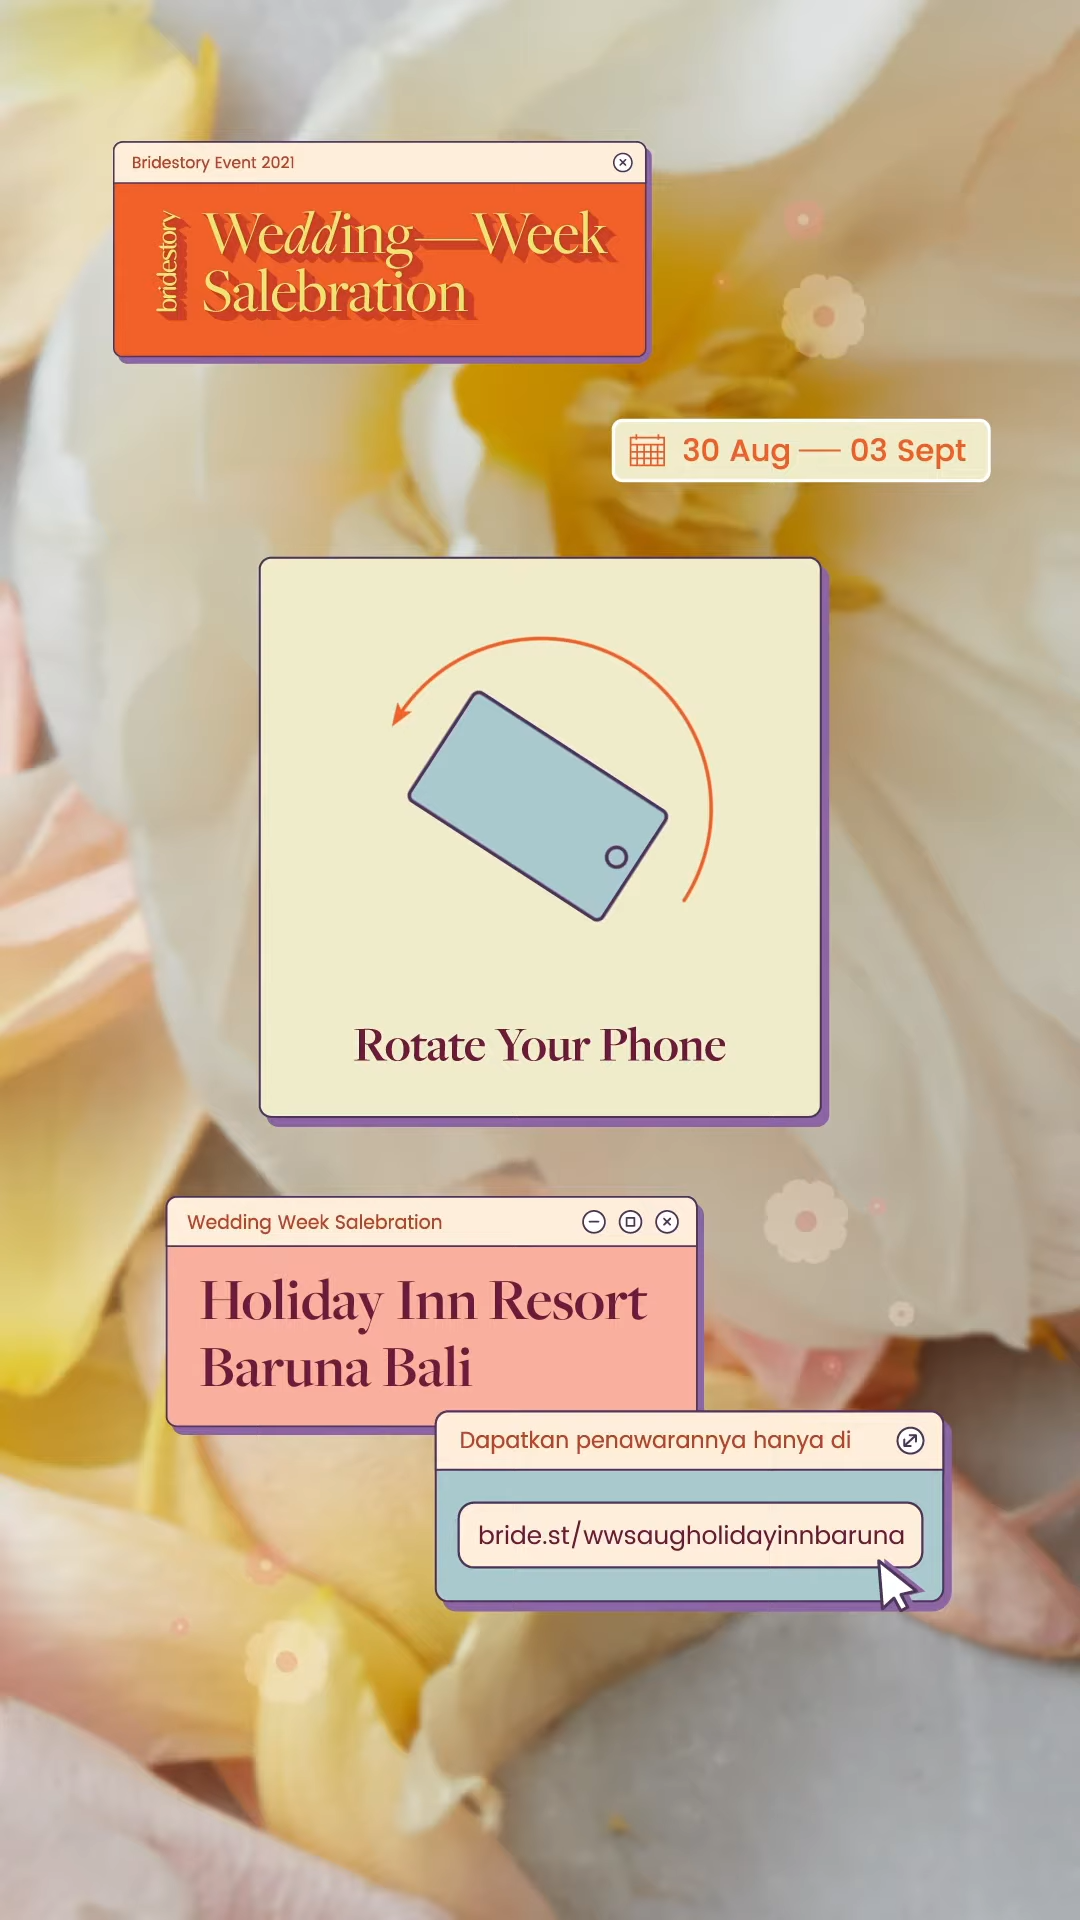 Bridestory Event 2021
bridestory
Wedding—Week
Salebration
30 Aug — 03 Sept
Rotate Your Phone
Wedding Week Salebration
Holiday Inn Resort
Baruna Bali
Dapatkan penawarannya hanya di
bride.st/wwsaugholidayinnbaruna